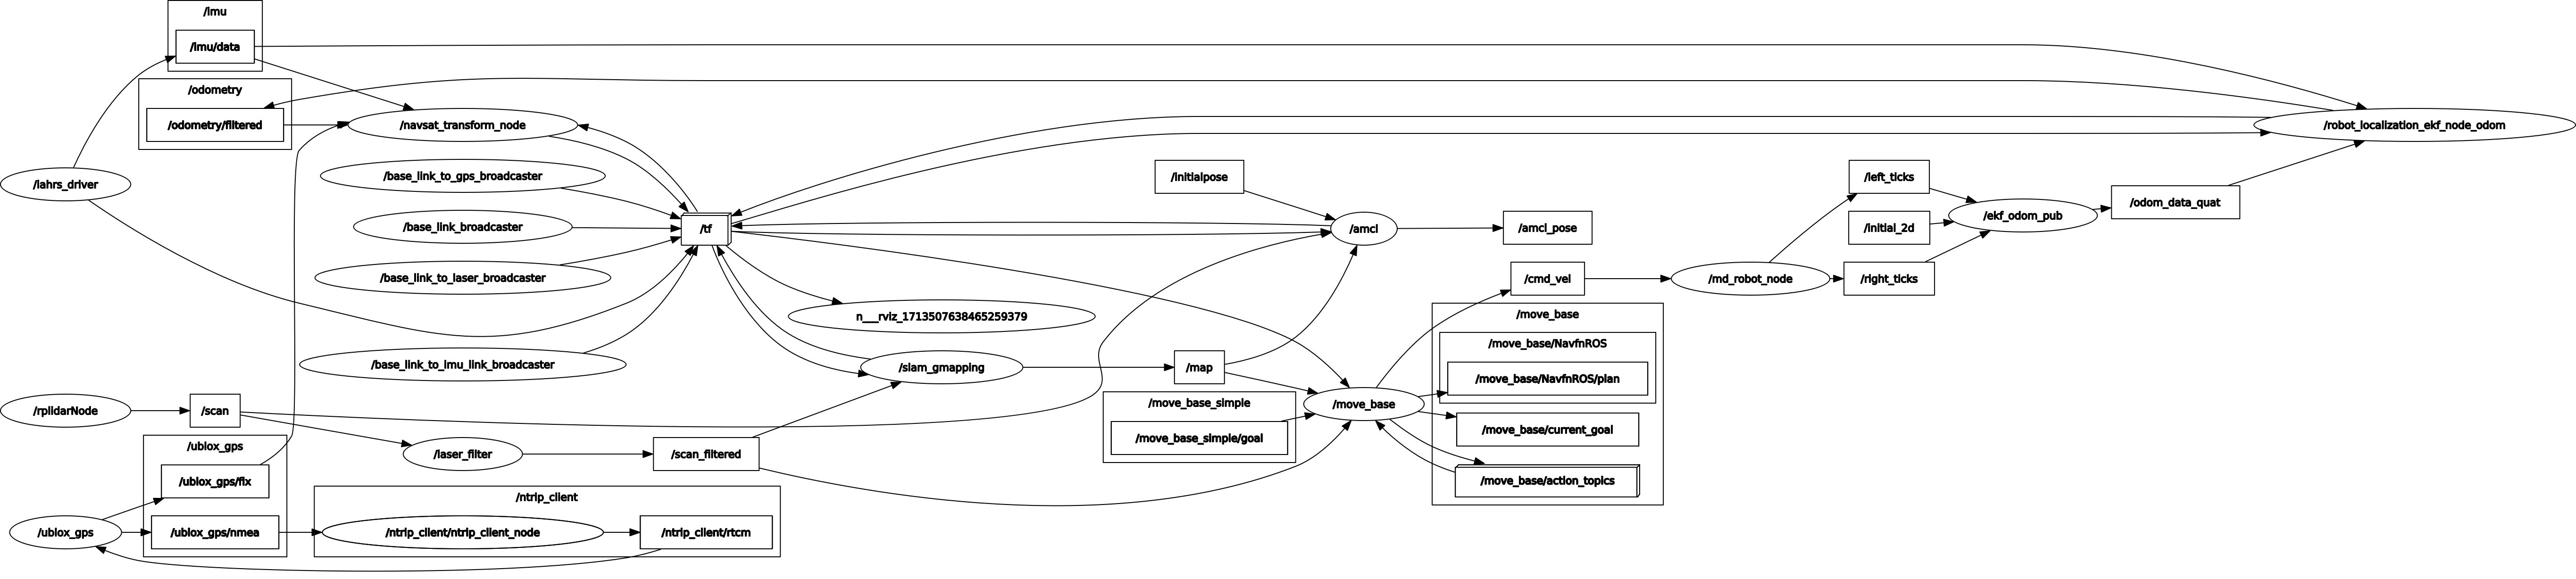 /imu
/imu/data
/odometry
/odometry/filtered
/navsat_transform_node
/robot_localization_ekf_node_odom
/iahrs_driver
/base_link_to_gps_broadcaster
/initialpose
/left_ticks
/base_link_broadcaster
/tf
/amcl
/amcl_pose
/initial_2d
/ekf_odom_pub
/odom_data_quat
/base_link_to_laser_broadcaster
/cmd_vel
/md_robot_node
/right_ticks
n___rviz_1713507638465259379
/move_base
/move_base/NavfnROS
/base_link_to_imu_link_broadcaster
/slam_gmapping
/map
/move_base/NavfnROS/plan
/rplidarNode
/scan
/move_base_simple
/move_base
/move_base/current_goal
/move_base_simple/goal
/ublox_gps
/laser_filter
/scan_filtered
/ublox_gps/fix
/move_base/action_topics
/ntrip_client
/ublox_gps
/ublox_gps/nmea
/ntrip_client/ntrip_client_node
/ntrip_client/rtcm